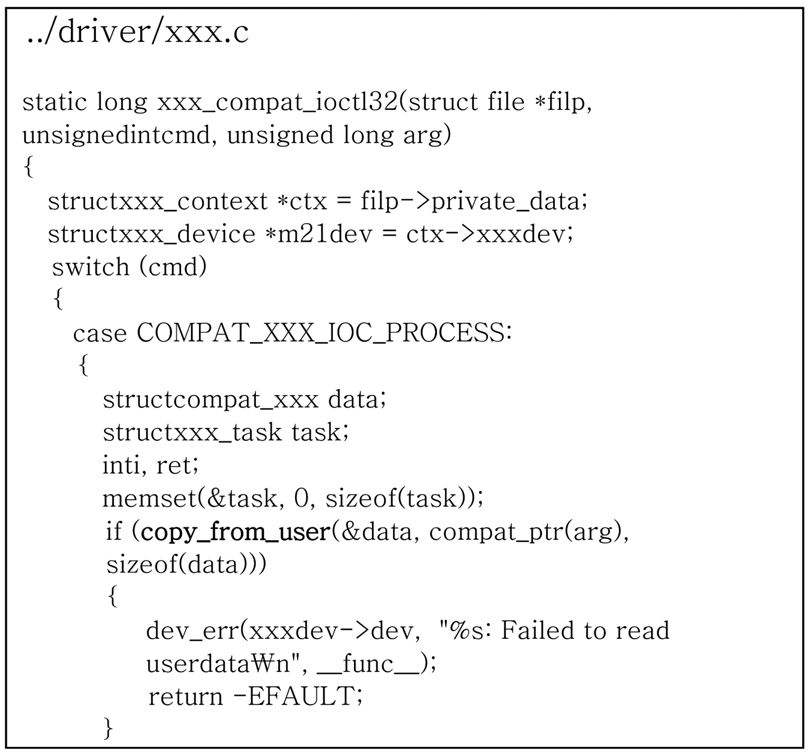 ../driver/xxx.c
static long xxx_compat_ioctl32(struct file *filp,
unsignedintcmd, unsigned long arg)
{
structxxx_context *ctx = filp->private_data;
structxxx_device *m21dev = ctx->xxxdev;
switch (cmd)
{
case COMPAT_XXX_IOC_PROCESS:
{
structcompat_xxx data;
structxxx_task task;
inti, ret;
memset(&task, 0, sizeof(task));
if (copy_from_user(&data, compat_ptr(arg),
sizeof(data)))
{
dev_err(xxxdev->dev, "%s: Failed to read
userdata₩n", __func__);
return -EFAULT;
}